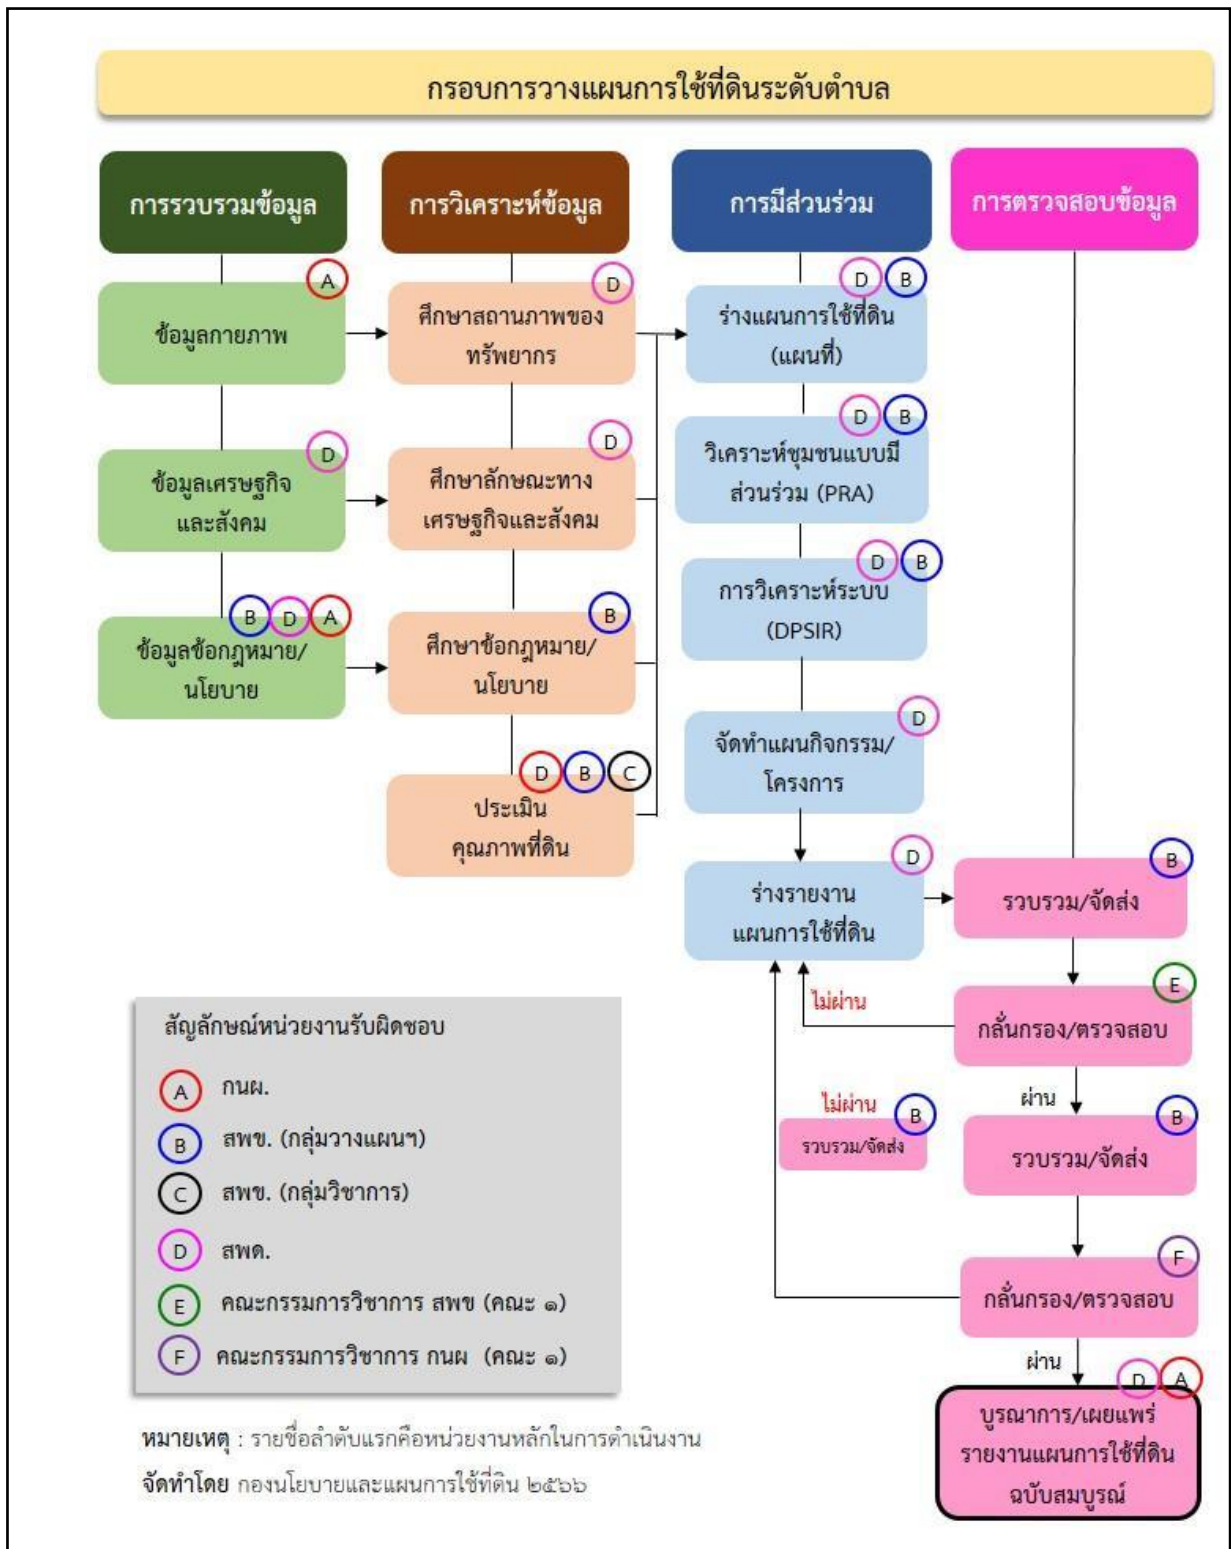 กรอบการวางแผนการใช้ที่ดินระดับตำบล
การรวบรวมข้อมูล
A
ข้อมูลกายภาพ
D
ข้อมูลเศรษฐกิจ
และสังคม
B D A
ข้อมูลข้อกฎหมาย/
นโยบาย
การวิเคราะห์ข้อมูล
D
ศึกษาสถานภาพของ
ทรัพยากร
D
ศึกษาลักษณะทาง
เศรษฐกิจและสังคม
B
ศึกษาข้อกฎหมาย/
นโยบาย
D B C
ประเมิน
คุณภาพที่ดิน
การมีส่วนร่วม
D B
ร่างแผนการใช้ที่ดิน
(แผนที่)
D B
วิเคราะห์ชุมชนแบบมี
ส่วนร่วม (PRA)
D B
การวิเคราะห์ระบบ
(DPSIR)
D
จัดทำแผนกิจกรรม/
โครงการ
D
ร่างรายงาน
แผนการใช้ที่ดิน
การตรวจสอบข้อมูล
B
รวบรวม/จัดส่ง
E
กลั่นกรอง/ตรวจสอบ
ไม่ผ่าน
ผ่าน
B
รวบรวม/จัดส่ง
ไม่ผ่าน
B
รวบรวม/จัดส่ง
F
กลั่นกรอง/ตรวจสอบ
ผ่าน
D A
บูรณาการ/เผยแพร่
รายงานแผนการใช้ที่ดิน
ฉบับสมบูรณ์
สัญลักษณ์หน่วยงานรับผิดชอบ
A กนผ.
B สพข. (กลุ่มวางแผนฯ)
C สพข. (กลุ่มวิชาการ)
D สพด.
E คณะกรรมการวิชาการ สพข (คณะ ๑)
F คณะกรรมการวิชาการ กนผ (คณะ ๑)
หมายเหตุ : รายชื่อลำดับแรกคือหน่วยงานหลักในการดำเนินงาน
จัดทำโดย กองนโยบายและแผนการใช้ที่ดิน ๒๕๖๖